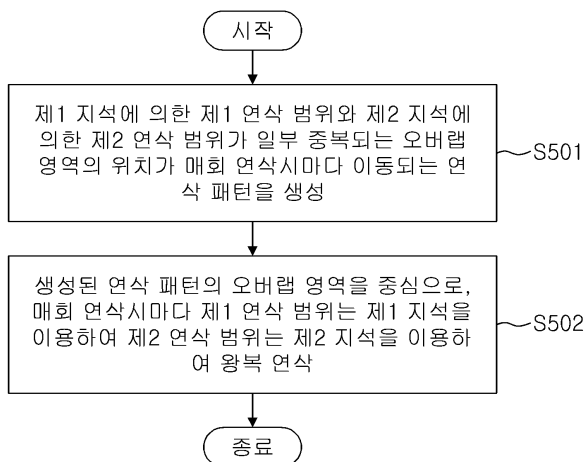 시작
제1 지석에 의한 제1 연삭 범위와 제2 지석에
의한 제2 연삭 범위가 일부 중복되는 오버랩
영역의 위치가 매회 연삭시마다 이동되는 연
삭 패턴을 생성
S501
생성된 연삭 패턴의 오버랩 영역을 중심으로,
매회 연삭시마다 제1 연삭 범위는 제1 지석을
이용하여 제2 연삭 범위는 제2 지석을 이용하
여 왕복 연삭
S502
종료